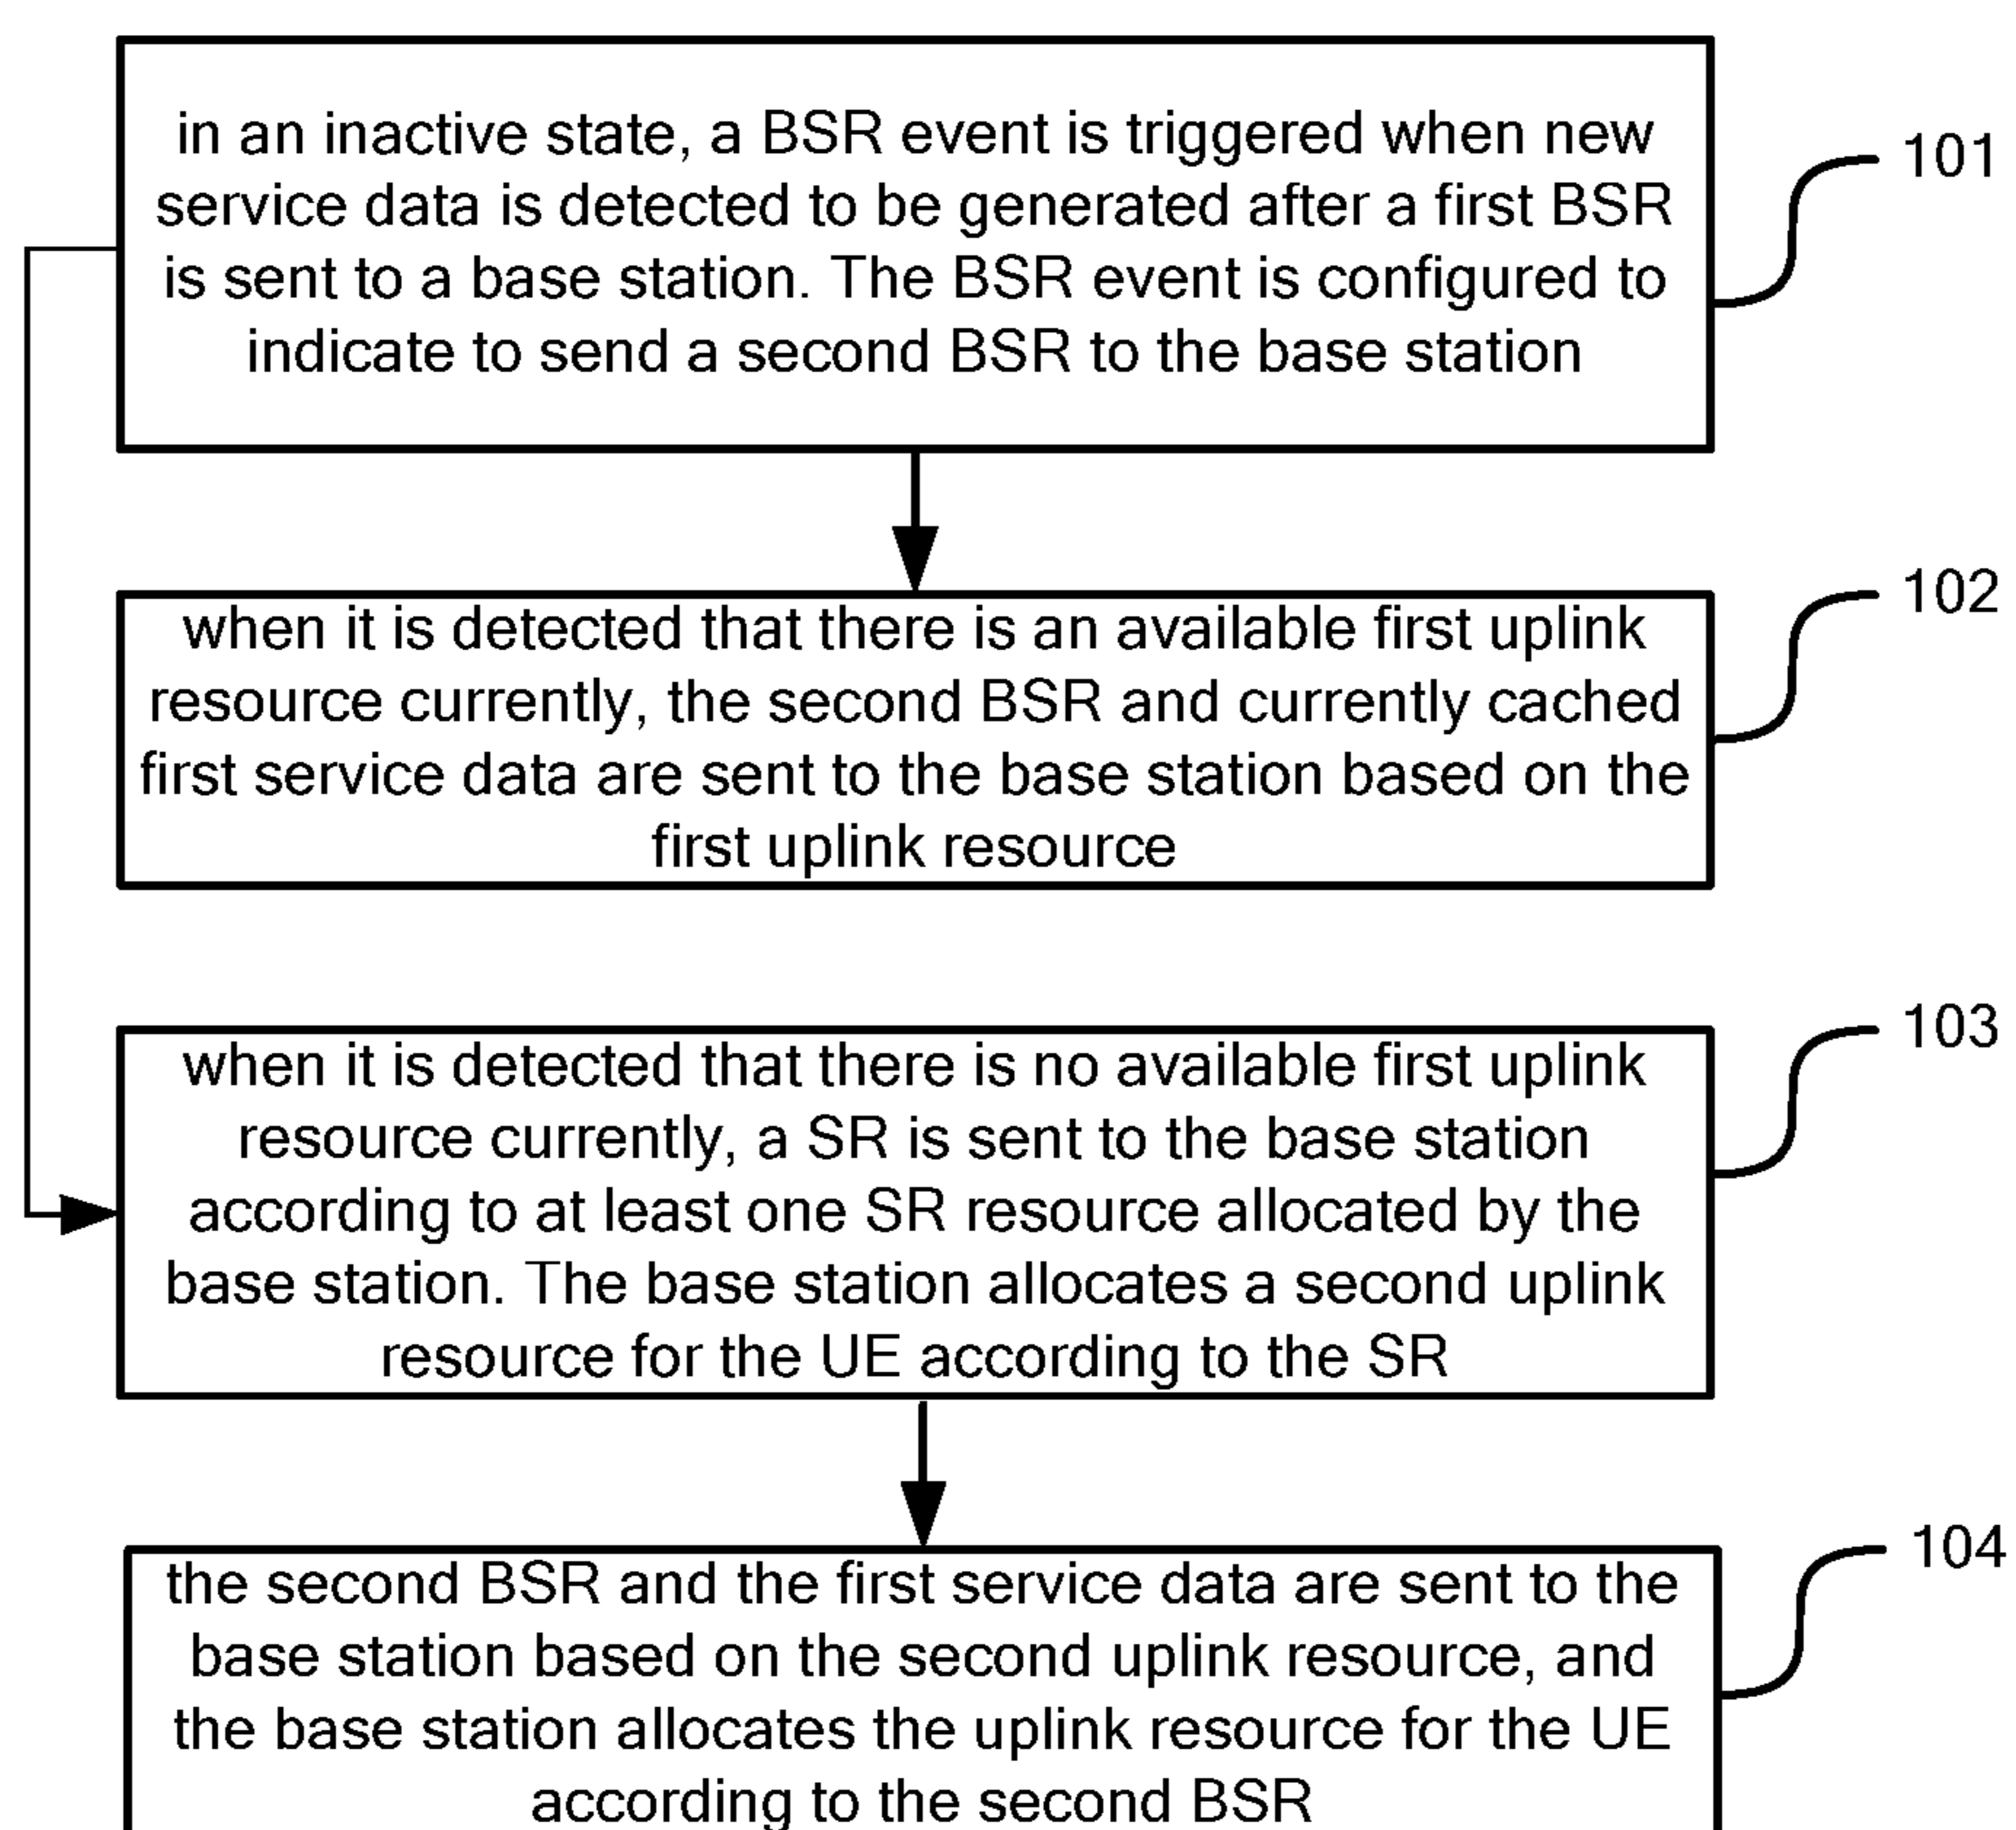 in an inactive state, a BSR event is triggered when new
service data is detected to be generated after a first BSR
is sent to a base station. The BSR event is configured to
indicate to send a second BSR to the base station
101
when it is detected that there is an available first uplink
resource currently, the second BSR and currently cached
first service data are sent to the base station based on the
first uplink resource
102
when it is detected that there is no available first uplink
resource currently, a SR is sent to the base station
according to at least one SR resource allocated by the
base station. The base station allocates a second uplink
resource for the UE according to the SR
103
the second BSR and the first service data are sent to the
base station based on the second uplink resource, and
the base station allocates the uplink resource for the UE
according to the second BSR
104